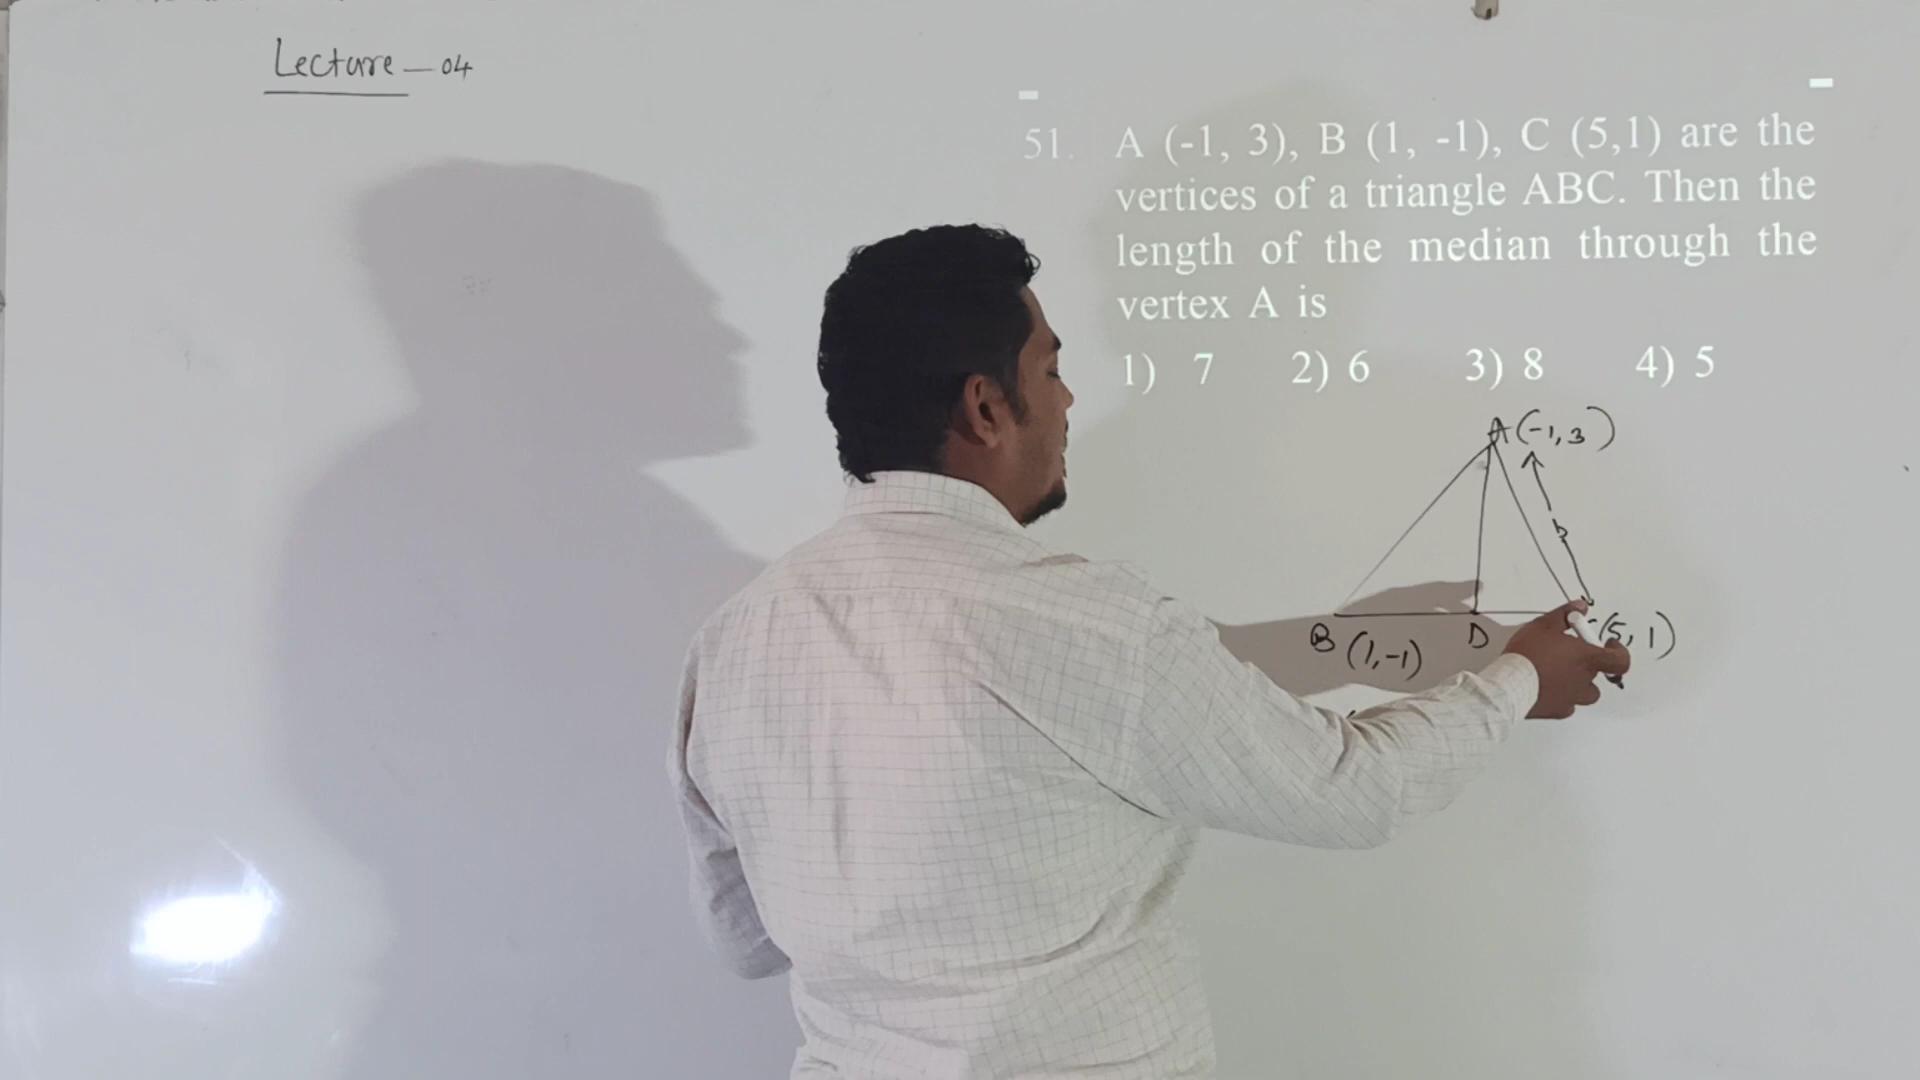 Lecture - 04
51. A (-1, 3), B (1, -1), C (5,1) are the
vertices of a triangle ABC. Then the
length of the median through the
vertex A is
1) 7 2) 6 3) 8 4) 5
A (-1, 3)
b
B (1, -1)
D
(5, 1)